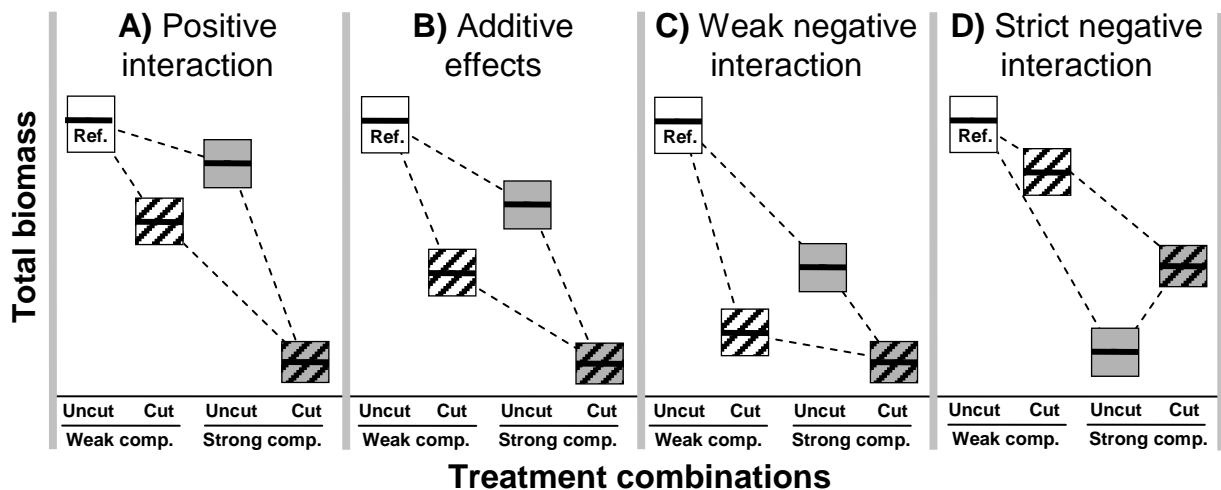 A) Positive interaction
B) Additive effects
C) Weak negative interaction
D) Strict negative interaction
Total biomass
Ref.
Ref.
Ref.
Ref.
Uncut Cut Uncut Cut
Weak comp. Strong comp.
Uncut Cut Uncut Cut
Weak comp. Strong comp.
Uncut Cut Uncut Cut
Weak comp. Strong comp.
Uncut Cut Uncut Cut
Weak comp. Strong comp.
Treatment combinations